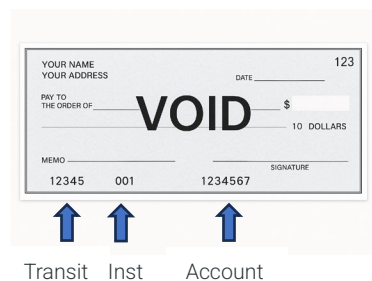 YOUR NAME 123
YOUR ADDRESS DATE
PAY TO
THE ORDER OF VOID $
10 DOLLARS
MEMO
SIGNATURE
12345 001 1234567
Transit Inst Account